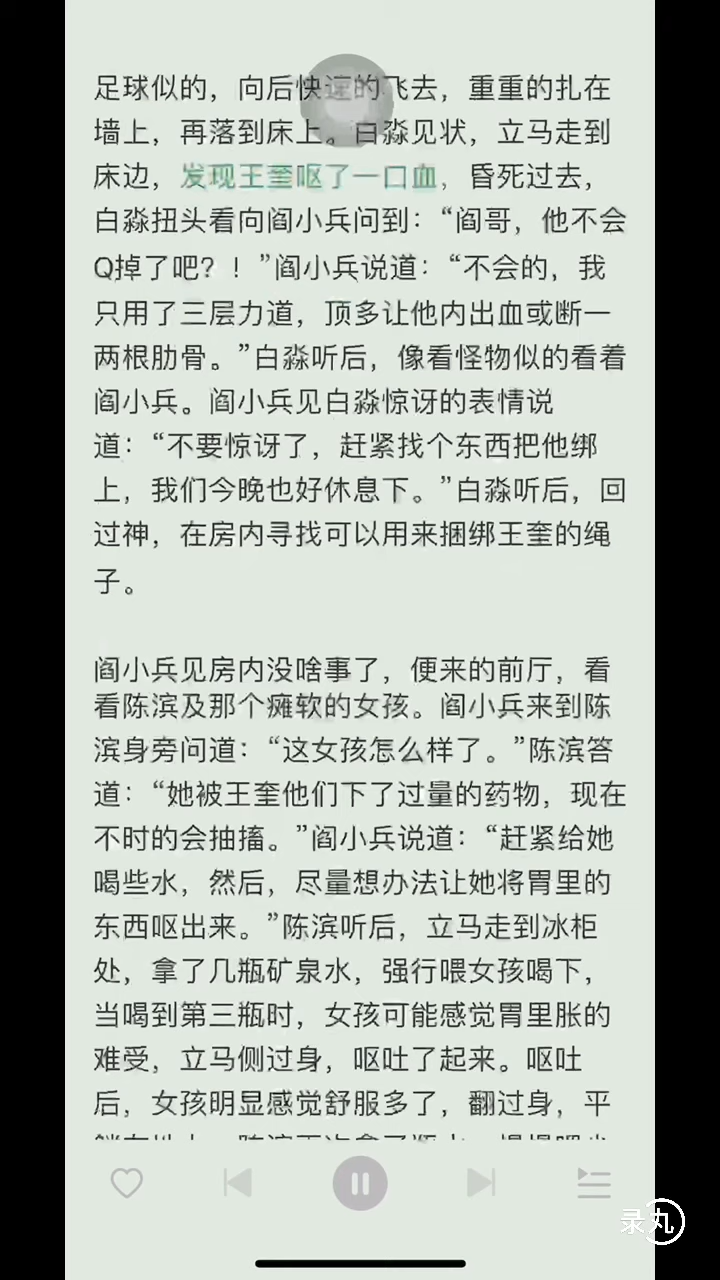 足球似的，向后快速的飞去，重重的扎在
墙上，再落到床上。白淼见状，立马走到
床边，发现王奎呕了一口血，昏死过去，
白淼扭头看向阎小兵问到：“阎哥，他不会
Q掉了吧？！”阎小兵说道：“不会的，我
只用了三层力道，顶多让他内出血或断一
两根肋骨。”白淼听后，像看怪物似的看着
阎小兵。阎小兵见白淼惊讶的表情说
道：“不要惊讶了，赶紧找个东西把他绑
上，我们今晚也好休息下。”白淼听后，回
过神，在房内寻找可以用来捆绑王奎的绳
子。
阎小兵见房内没啥事了，便来的前厅，看
看陈滨及那个瘫软的女孩。阎小兵来到陈
滨身旁问道：“这女孩怎么样了。”陈滨答
道：“她被王奎他们下了过量的药物，现在
不时的会抽搐。”阎小兵说道：“赶紧给她
喝些水，然后，尽量想办法让她将胃里的
东西呕出来。”陈滨听后，立马走到冰柜
处，拿了几瓶矿泉水，强行喂女孩喝下，
当喝到第三瓶时，女孩可能感觉胃里胀的
难受，立马侧过身，呕吐了起来。呕吐
后，女孩明显感觉舒服多了，翻过身，平
录丸